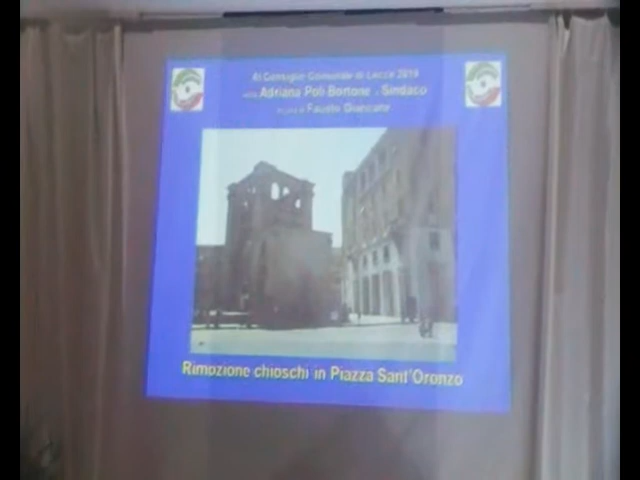 Al Consiglio Comunale di Lecce 2019
Adriana Poli Bortone Sindaco
Fausto Giancane
Rimozione chioschi in Piazza Sant'Oronzo